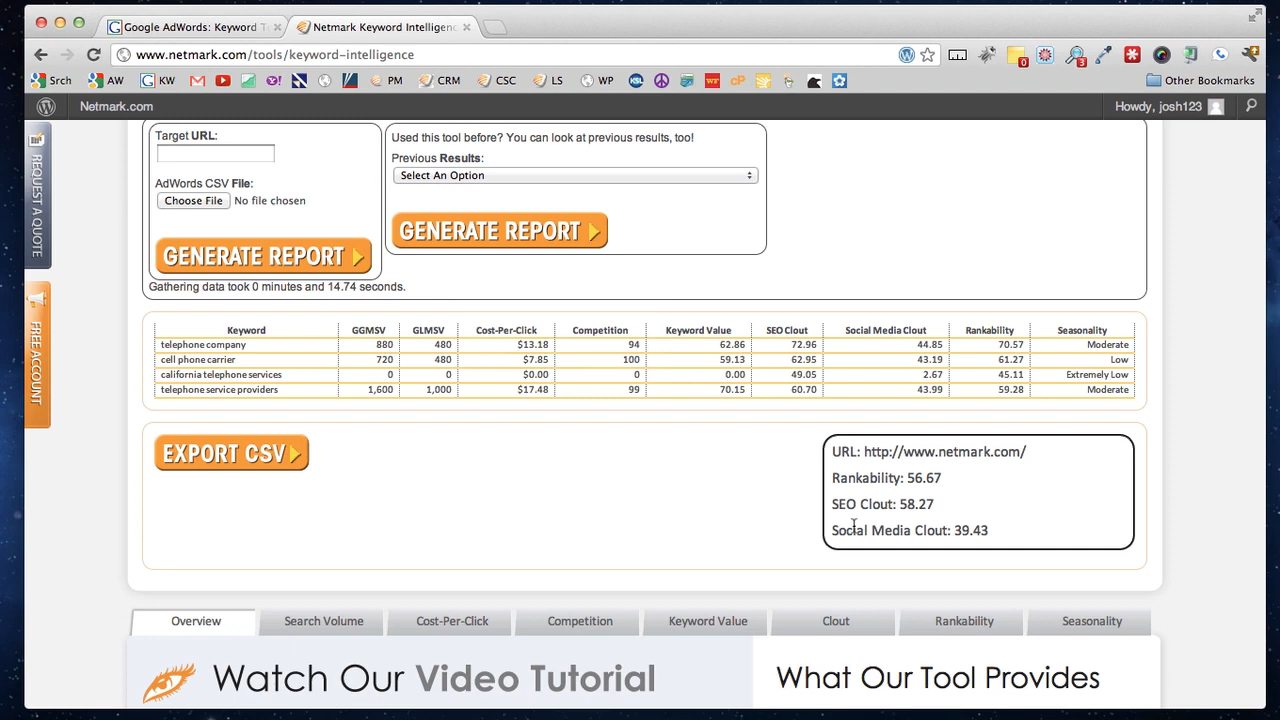 Google AdWords: Keyword T
Netmark Keyword Intelligenc
www.netmark.com/tools/keyword-intelligence
Srch AW KW PM CRM CSC LS WP KSL cP Other Bookmarks
0
3
Netmark.com
Howdy, josh123
REQUEST A QUOTE
FREE ACCOUNT
Target URL:
AdWords CSV File:
Choose File No file chosen
GENERATE REPORT
Used this tool before? You can look at previous results, too!
Previous Results:
Select An Option
GENERATE REPORT
Gathering data took 0 minutes and 14.74 seconds.
Keyword GGMSV GLMSV Cost-Per-Click Competition Keyword Value SEO Clout Social Media Clout Rankability Seasonality
telephone company 880 480 $13.18 94 62.86 72.96 44.85 70.57 Moderate
cell phone carrier 720 480 $7.85 100 59.13 62.95 43.19 61.27 Low
california telephone services 0 0 $0.00 0 0.00 49.05 2.67 45.11 Extremely Low
telephone service providers 1,600 1,000 $17.48 99 70.15 60.70 43.99 59.28 Moderate
EXPORT CSV
URL: http://www.netmark.com/
Rankability: 56.67
SEO Clout: 58.27
Social Media Clout: 39.43
Overview Search Volume Cost-Per-Click Competition Keyword Value Clout Rankability Seasonality
Watch Our Video Tutorial
What Our Tool Provides